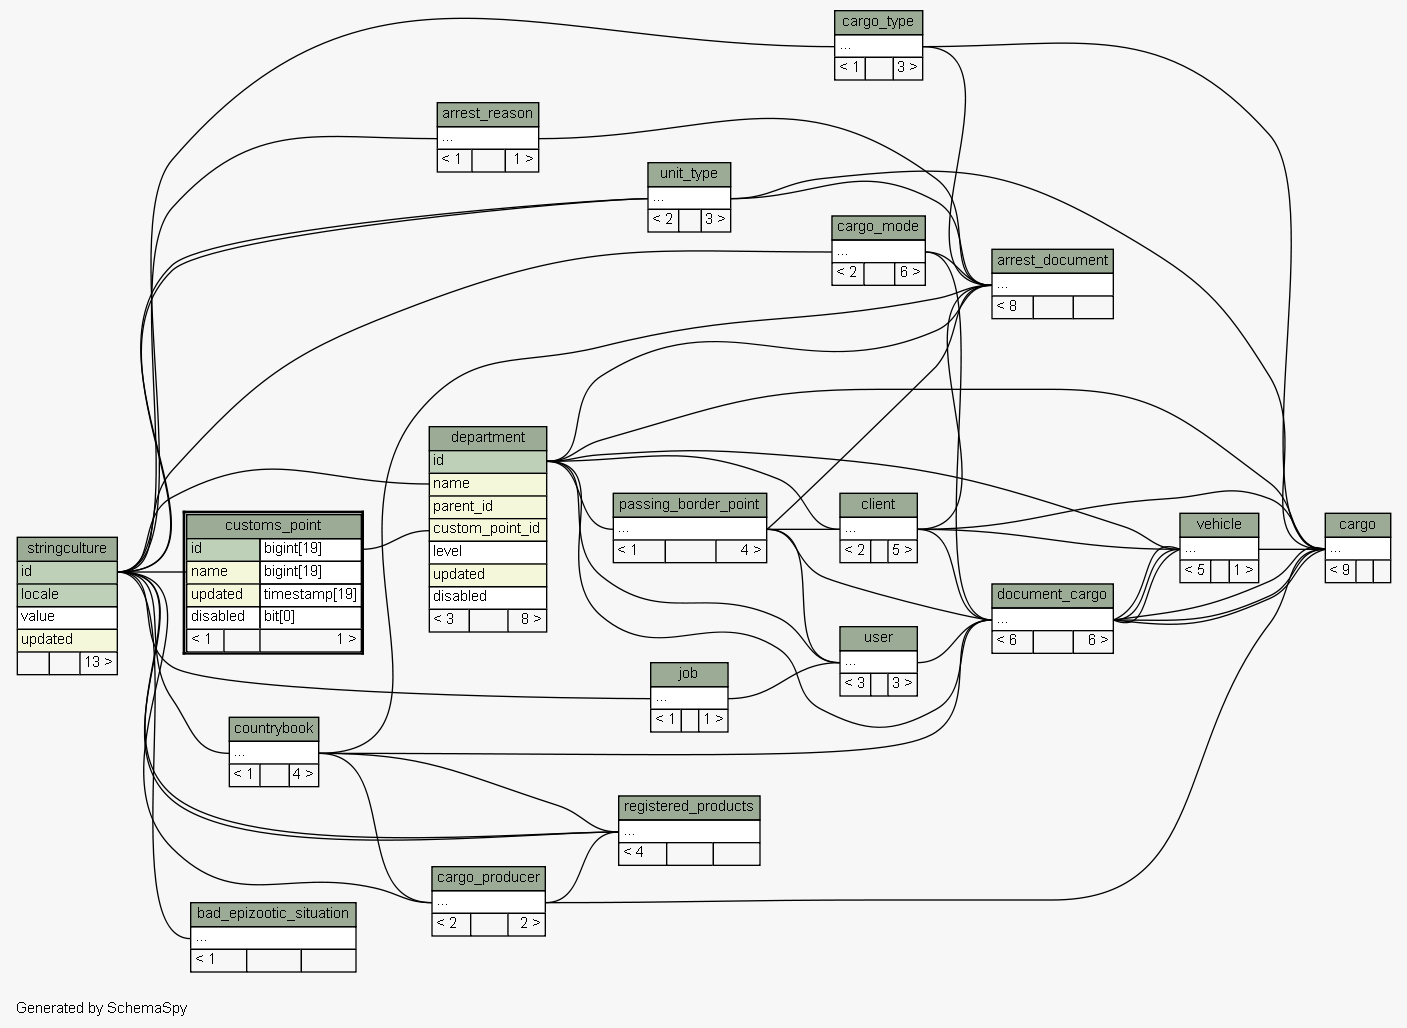 cargo_type
...
< 1 3 >
arrest_reason
...
< 1 1 >
unit_type
...
< 2 3 >
cargo_mode
...
< 2 6 >
arrest_document
...
< 8
department
id
name
parent_id
custom_point_id
level
updated
disabled
< 3 8 >
passing_border_point
...
< 1 4 >
client
...
< 2 5 >
vehicle
...
< 5 1 >
cargo
...
< 9
customs_point
id bigint[19]
name bigint[19]
updated timestamp[19]
disabled bit[0]
< 1 1 >
stringculture
id
locale
value
updated
13 >
document_cargo
...
< 6 6 >
user
...
< 3 3 >
job
...
< 1 1 >
countrybook
...
< 1 4 >
registered_products
...
< 4
cargo_producer
...
< 2 2 >
bad_epizootic_situation
...
< 1
Generated by SchemaSpy